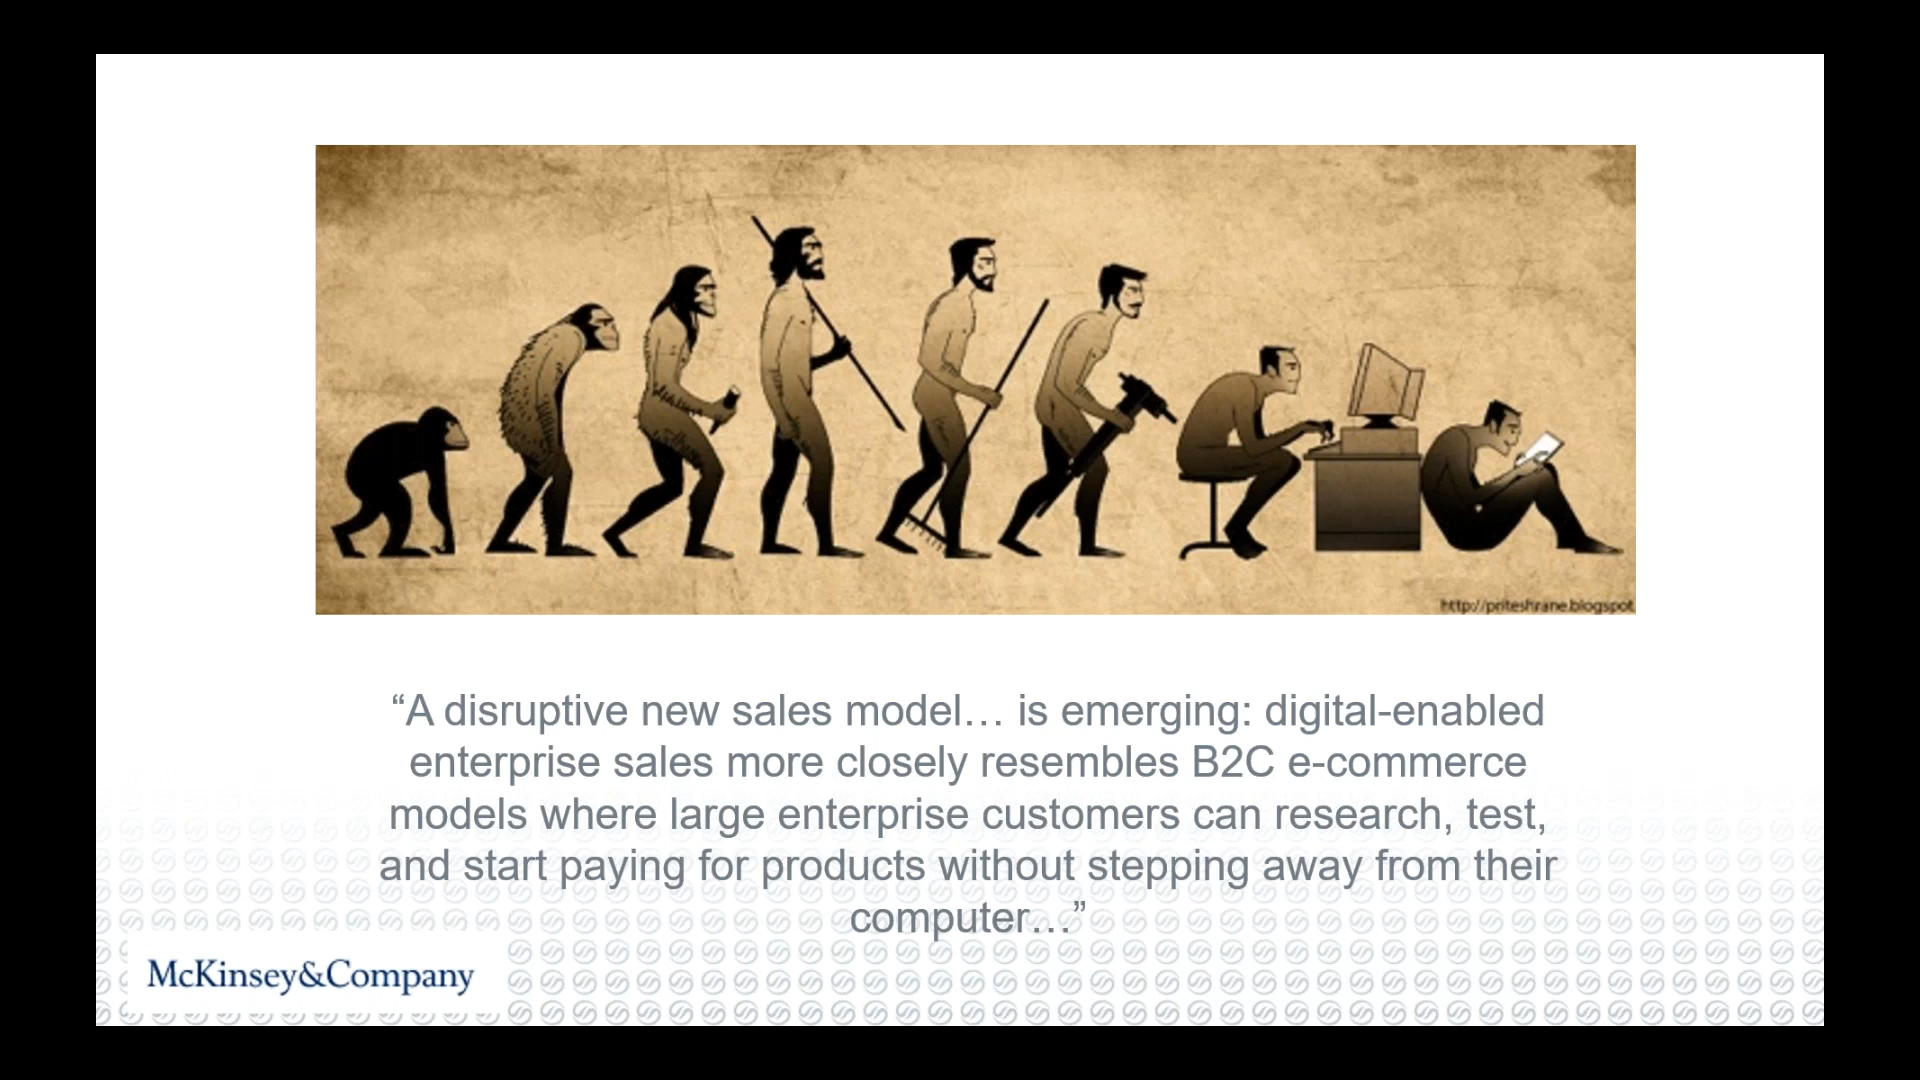 http://priteshrane.blogspot
“A disruptive new sales model… is emerging: digital-enabled
enterprise sales more closely resembles B2C e-commerce
models where large enterprise customers can research, test,
and start paying for products without stepping away from their
computer…”
McKinsey&Company